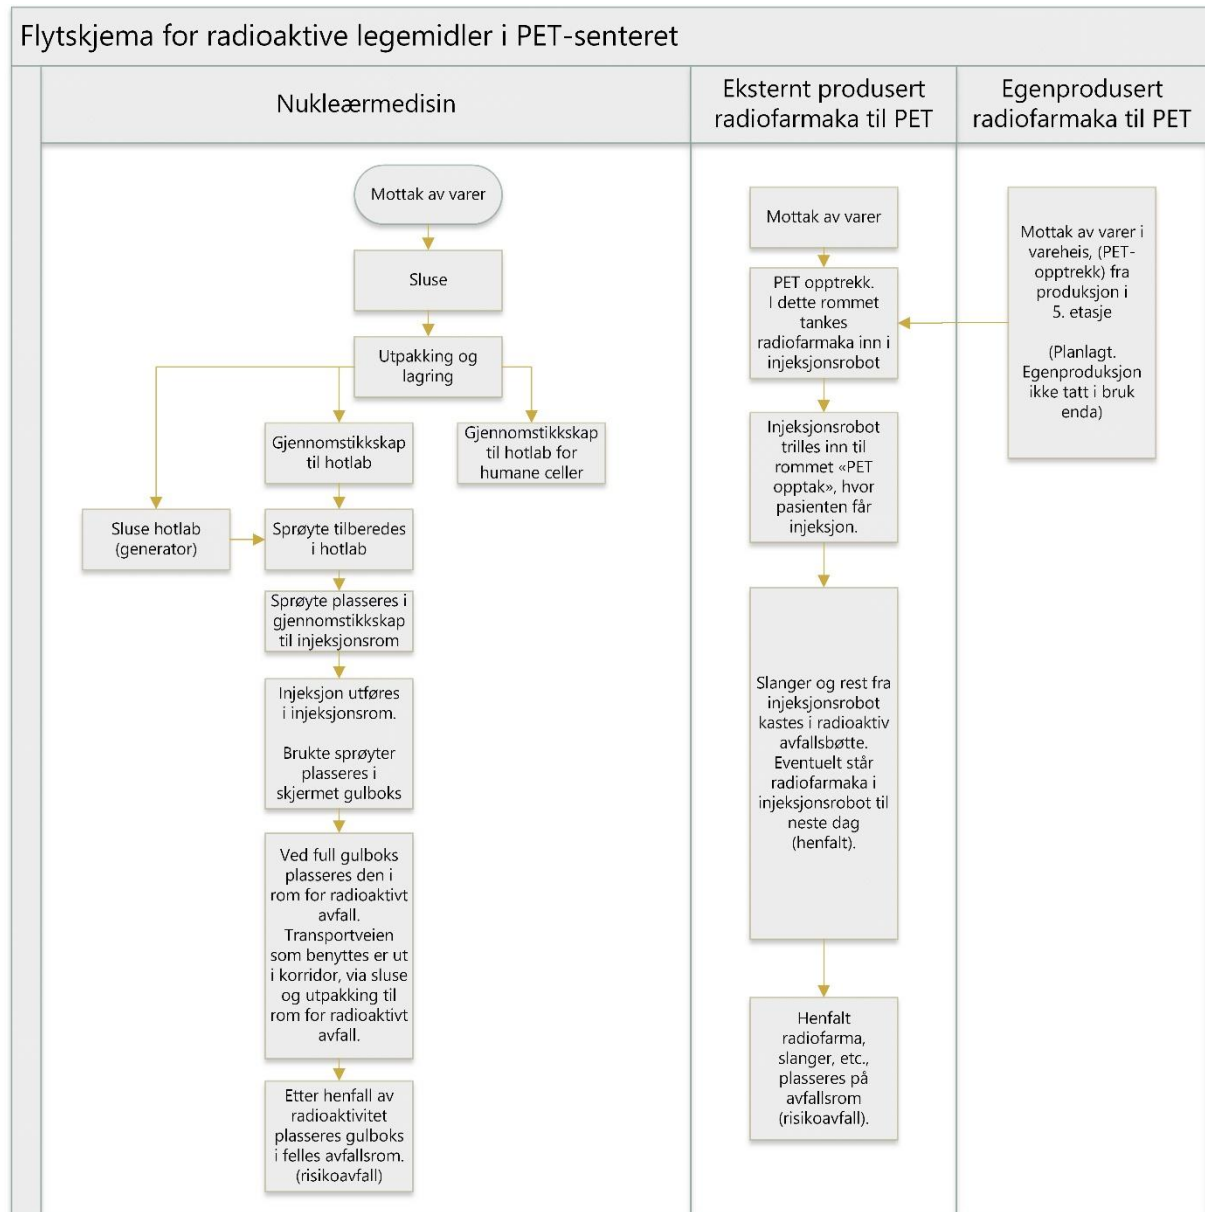 Flytskjema for radioaktive legemidler i PET-senteret
Nukleærmedisin
Eksternt produsert
radiofarmaka til PET
Egenprodusert
radiofarmaka til PET
Mottak av varer
Sluse
Utpakking og
lagring
Gjennomstikkskap
til hotlab
Gjennomstikkskap
til hotlab for
humane celler
Sluse hotlab
(generator)
Sprøyte tilberedes
i hotlab
Sprøyte plasseres i
gjennomstikkskap
til injeksjonsrom
Injeksjon utføres
i injeksjonsrom.
Brukte sprøyter
plasseres i
skjermet gulboks
Ved full gulboks
plasseres den i
rom for radioaktivt
avfall.
Transportveien
som benyttes er ut
i korridor, via sluse
og utpakking til
rom for radioaktivt
avfall.
Etter henfall av
radioaktivitet
plasseres gulboks
i felles avfallsrom.
(risikoavfall)
Mottak av varer
PET opptrekk.
I dette rommet
tankes
radiofarmaka inn i
injeksjonsrobot
Injeksjonsrobot
trilles inn til
rommet «PET
opptak», hvor
pasienten får
injeksjon.
Slanger og rest fra
injeksjonsrobot
kastes i radioaktiv
avfallsbøtte.
Eventuelt står
radiofarmaka i
injeksjonsrobot til
neste dag
(henfalt).
Henfalt
radiofarma,
slanger, etc.,
plasseres på
avfallsrom
(risikoavfall).
Mottak av varer i
vareheis, (PET-
opptrekk) fra
produksjon i
5. etasje
(Planlagt.
Egenproduksjon
ikke tatt i bruk
enda)